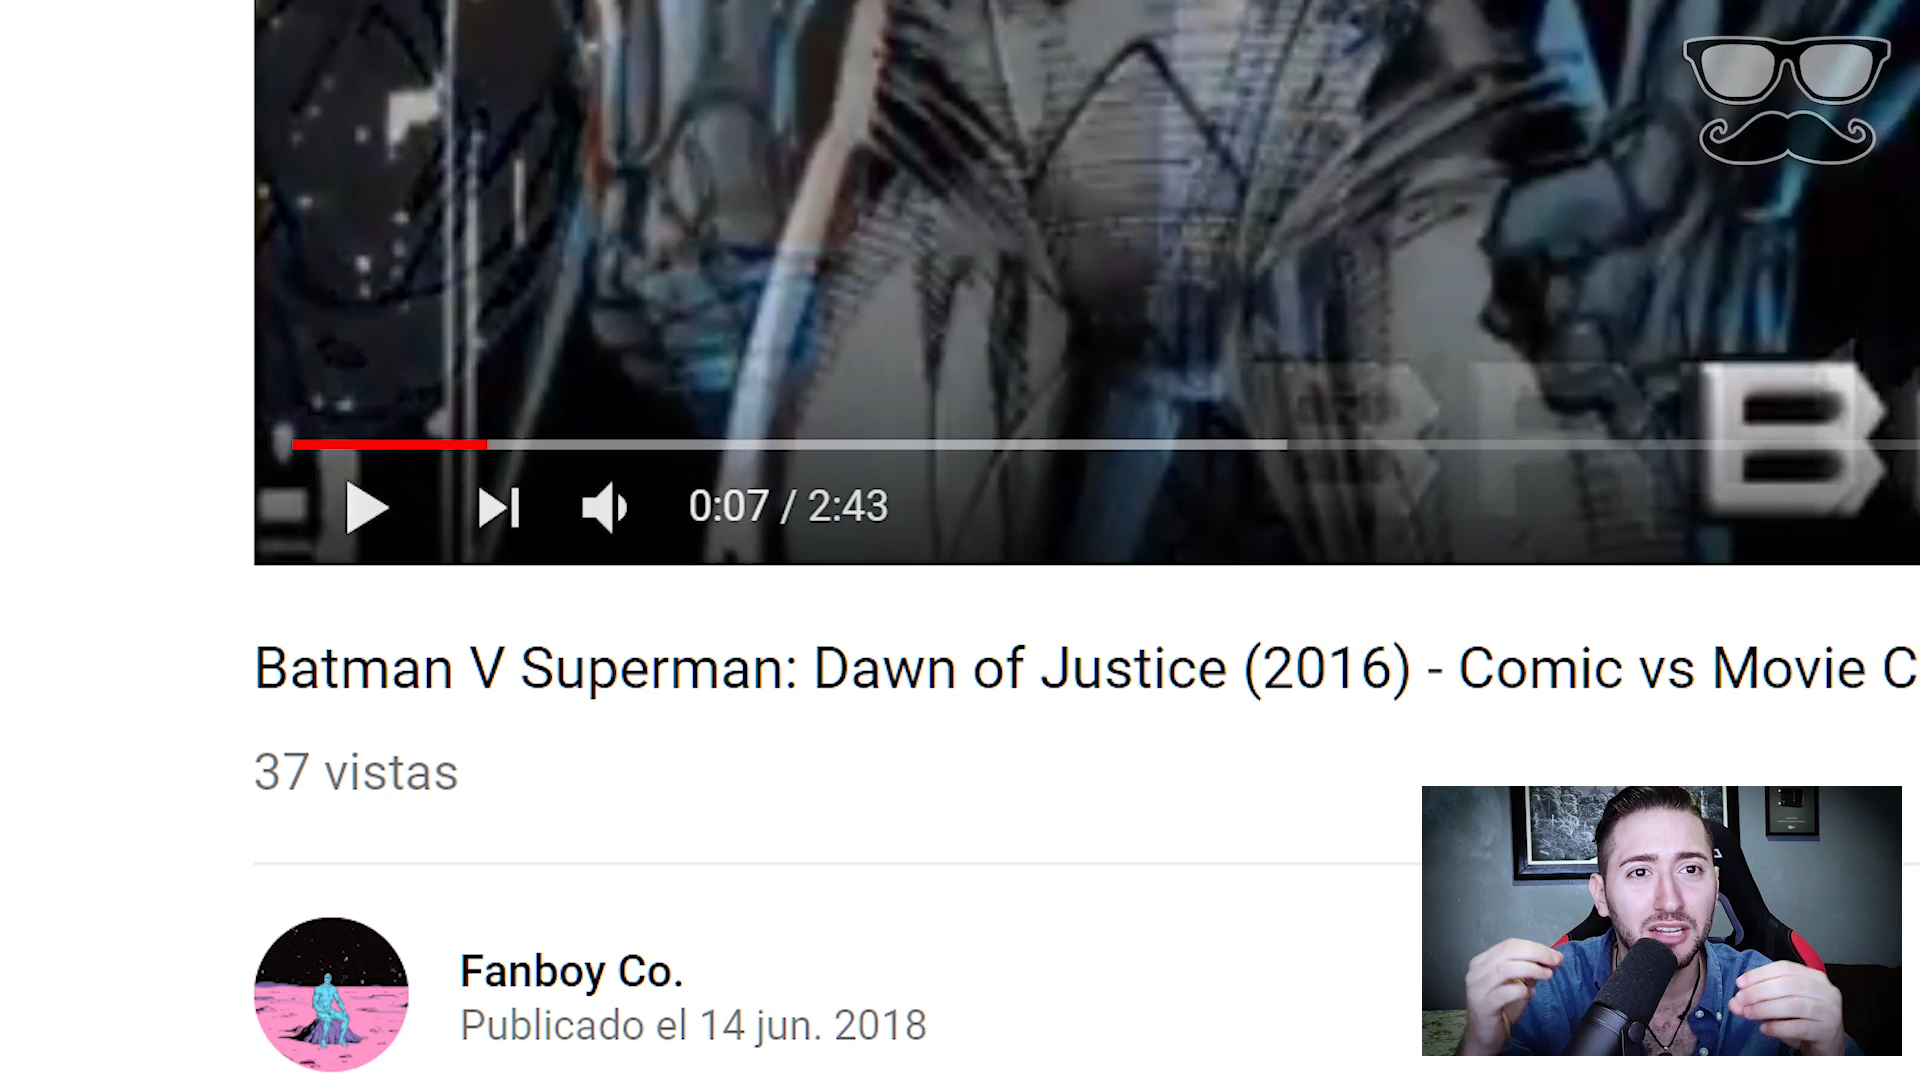 B
0:07 / 2:43
Batman V Superman: Dawn of Justice (2016) - Comic vs Movie C
37 vistas
Fanboy Co.
Publicado el 14 jun. 2018